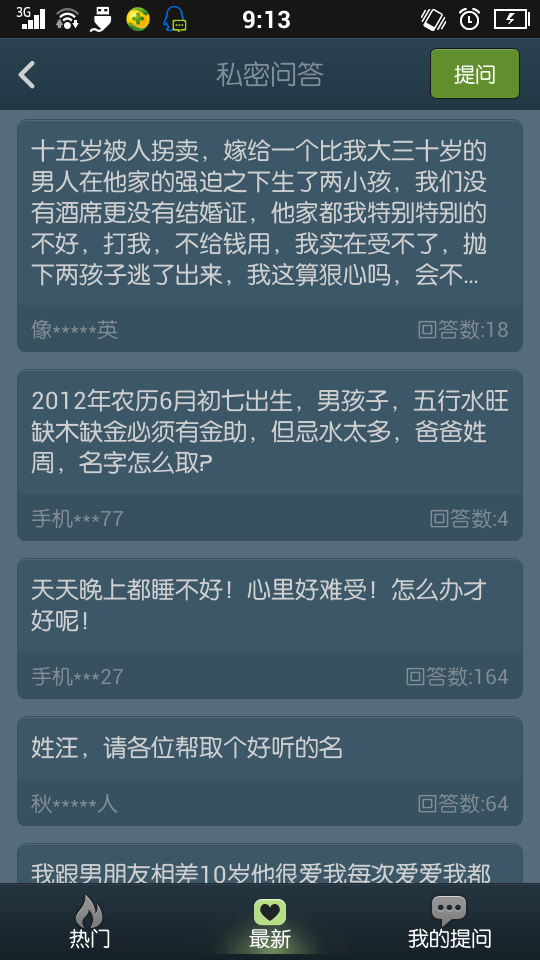 3G
9:13
私密问答
提问
十五岁被人拐卖，嫁给一个比我大三十岁的
男人在他家的强迫之下生了两小孩，我们没
有酒席更没有结婚证，他家都我特别特别的
不好，打我，不给钱用，我实在受不了，抛
下两孩子逃了出来，我这算狠心吗，会不...
像*****英
回答数:18
2012年农历6月初七出生，男孩子，五行水旺
缺木缺金必须有金助，但忌水太多，爸爸姓
周，名字怎么取?
手机***77
回答数:4
天天晚上都睡不好！心里好难受！怎么办才
好呢！
手机***27
回答数:164
姓汪，请各位帮取个好听的名
秋*****人
回答数:64
我跟男朋友相差10岁他很爱我每次爱爱我都
热门
最新
我的提问